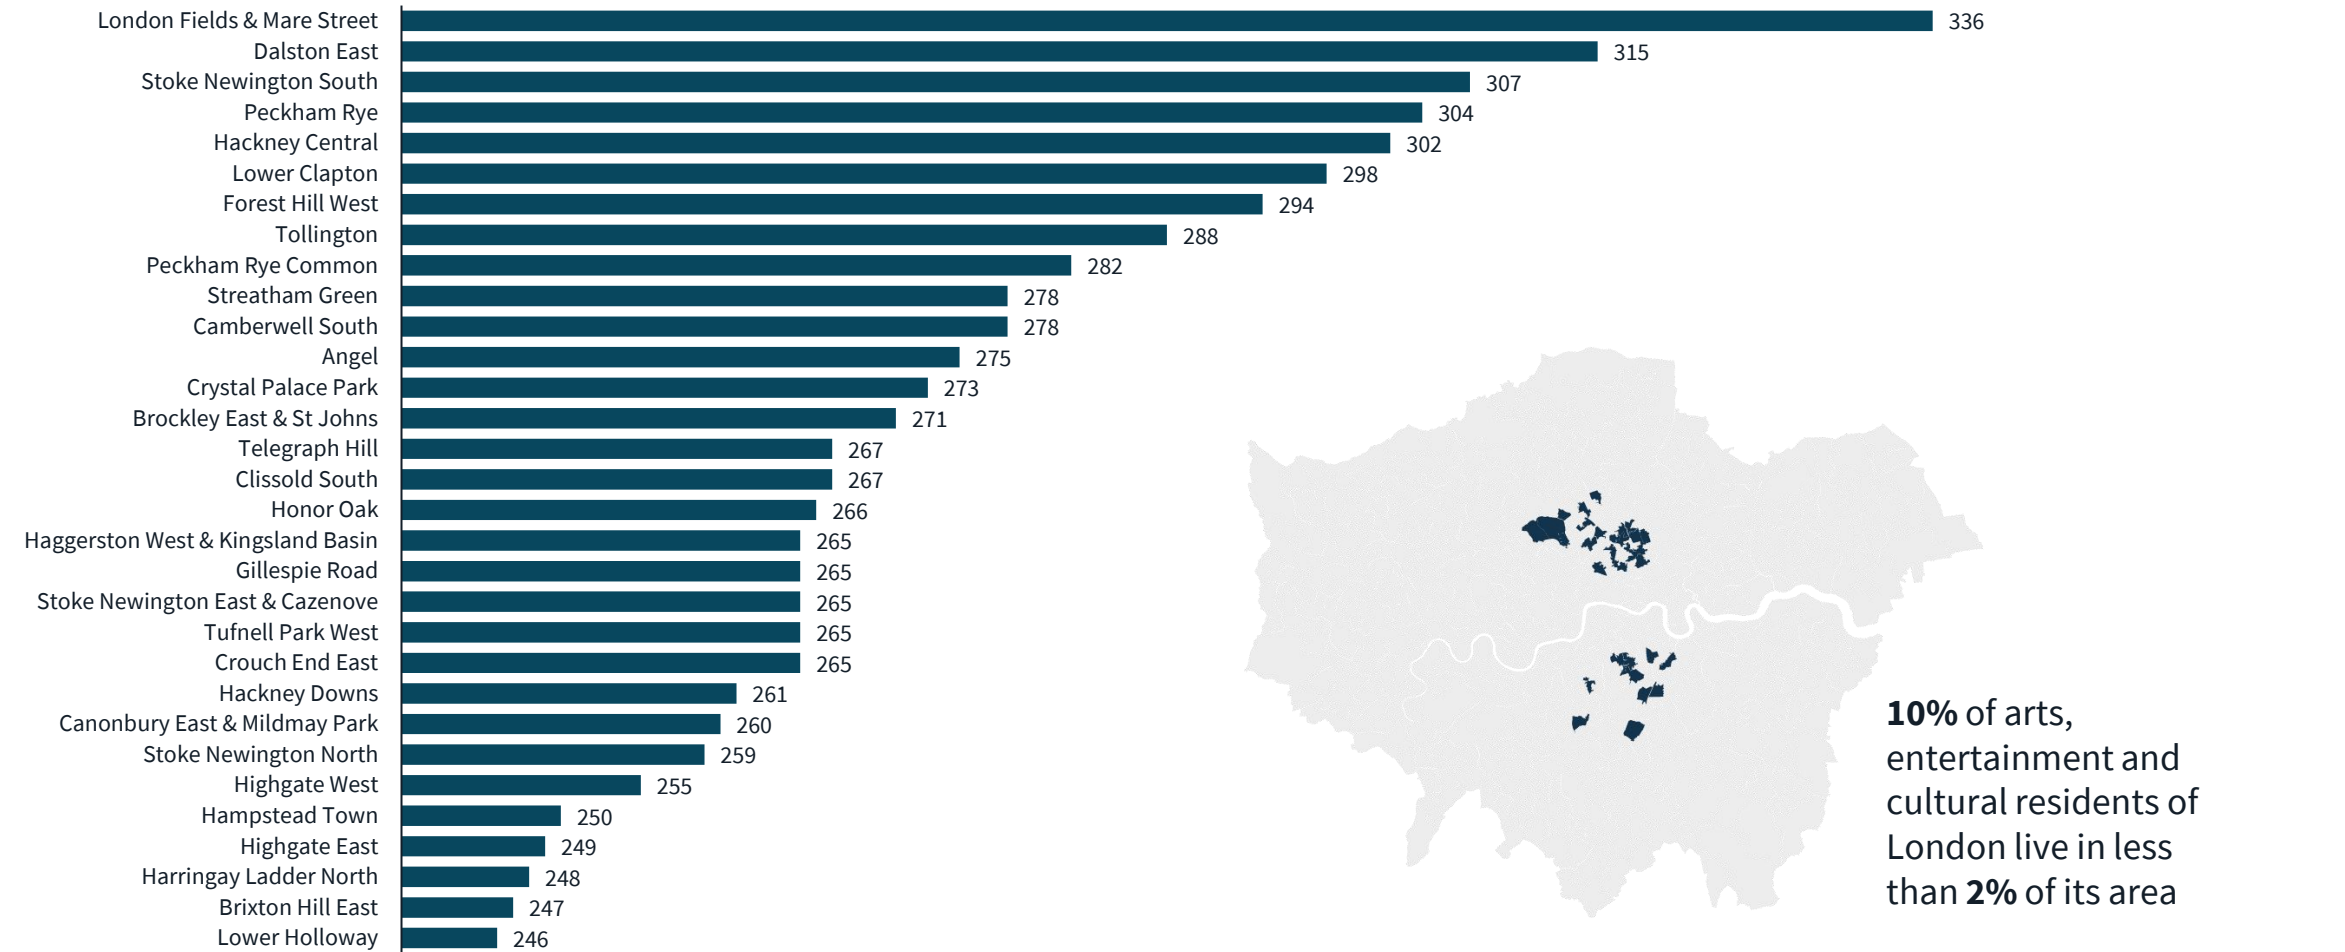 London Fields & Mare Street 336
Dalston East 315
Stoke Newington South 307
Peckham Rye 304
Hackney Central 302
Lower Clapton 298
Forest Hill West 294
Tollington 288
Peckham Rye Common 282
Streatham Green 278
Camberwell South 278
Angel 275
Crystal Palace Park 273
Brockley East & St Johns 271
Telegraph Hill 267
Clissold South 267
Honor Oak 266
Haggerston West & Kingsland Basin 265
Gillespie Road 265
Stoke Newington East & Cazenove 265
Tufnell Park West 265
Crouch End East 265
Hackney Downs 261
Canonbury East & Mildmay Park 260
Stoke Newington North 259
Highgate West 255
Hampstead Town 250
Highgate East 249
Harringay Ladder North 248
Brixton Hill East 247
Lower Holloway 246
10% of arts,
entertainment and
cultural residents of
London live in less
than 2% of its area